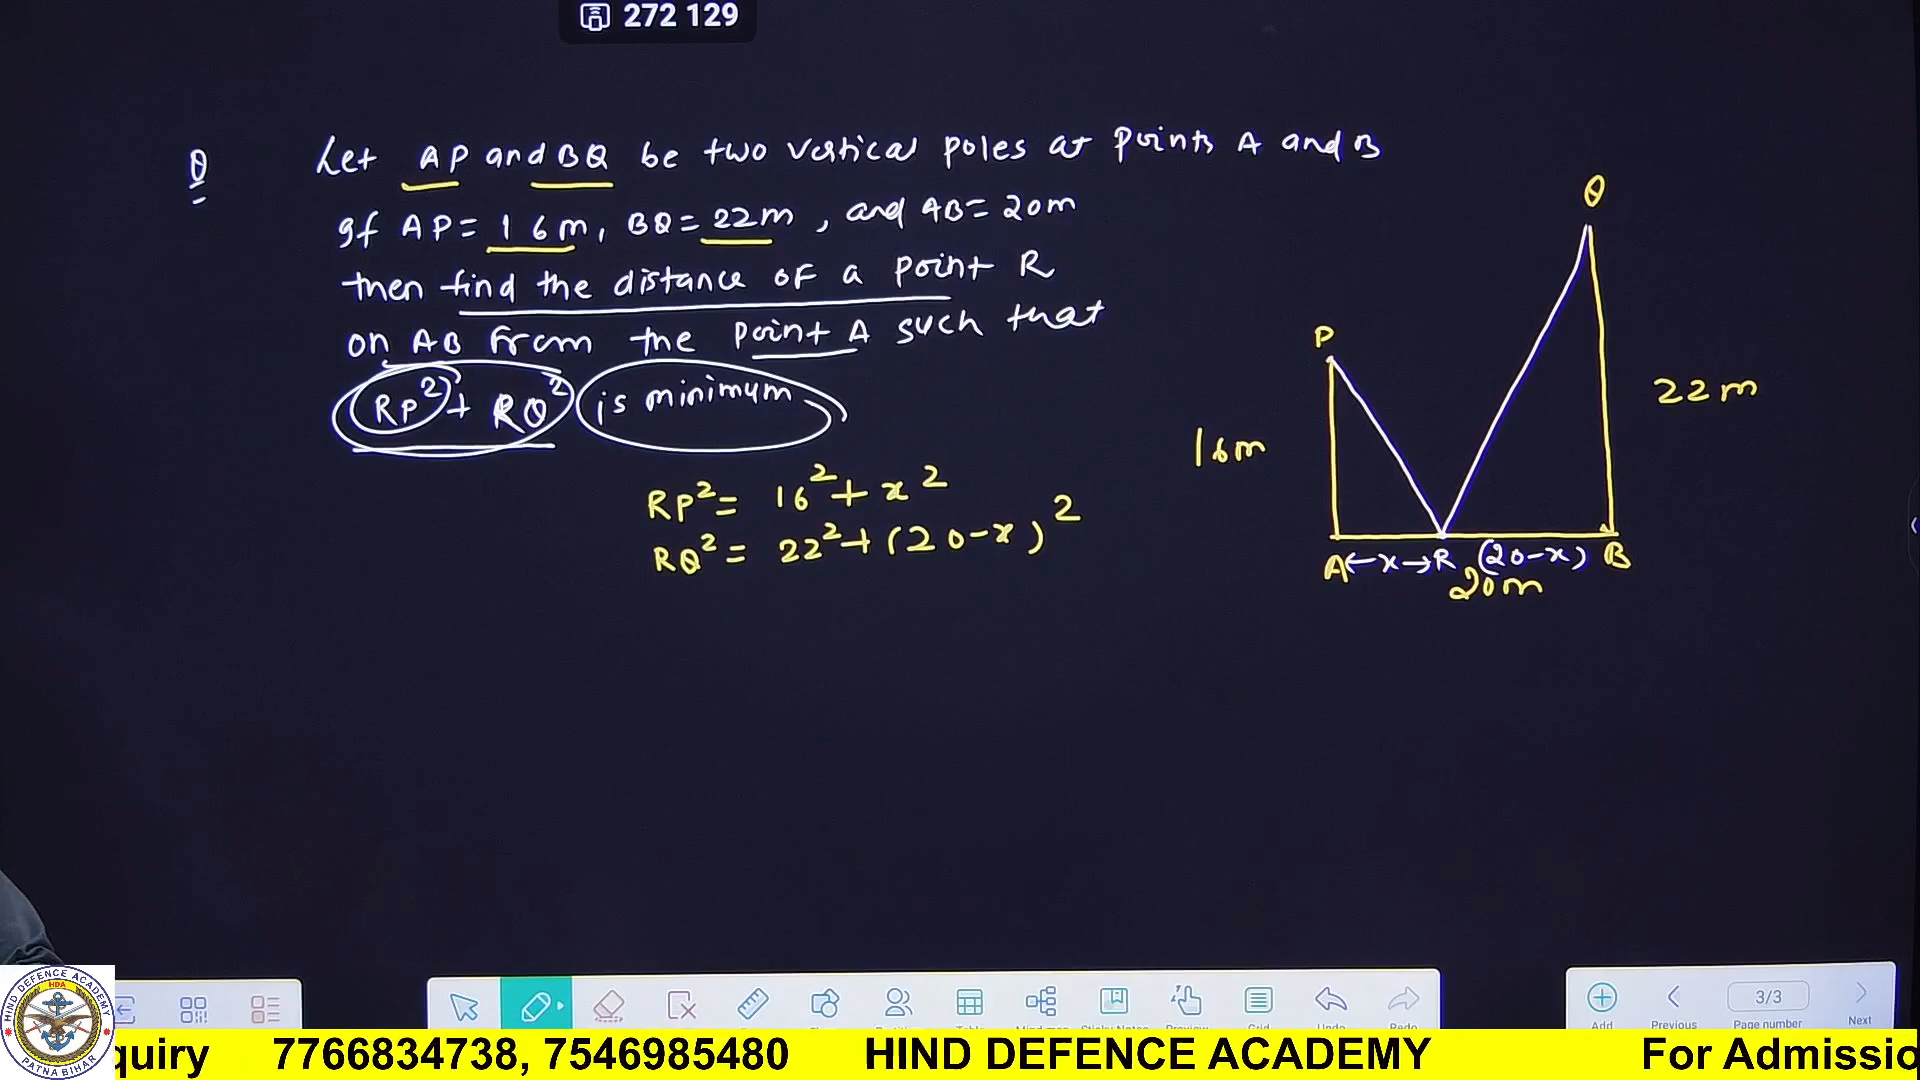 272 129
Q Let AP and BQ be two vertical poles at points A and B
If AP = 16m, BQ = 22m, and AB = 20m
then find the distance of a point R
on AB from the point A such that
RP² + RQ² is minimum
RP² = 16² + x²
RQ² = 22² + (20-x)²
Q
P
22m
16m
A ←x→ R (20-x) B
20m
Add Previous 3/3 Page number Next
Undo Redo
HIND DEFENCE ACADEMY
HDA
PATNA BIHAR
quiry 7766834738, 7546985480 HIND DEFENCE ACADEMY For Admissio